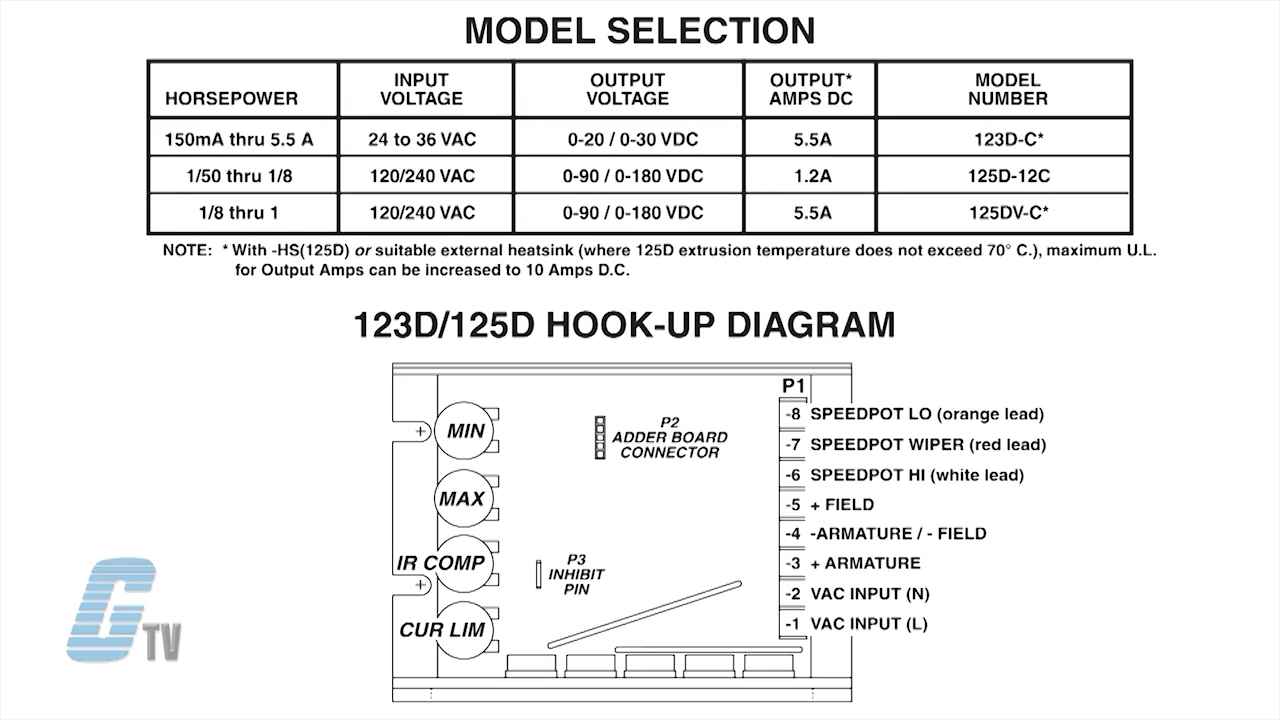 MODEL SELECTION
HORSEPOWER INPUT VOLTAGE OUTPUT VOLTAGE OUTPUT* AMPS DC MODEL NUMBER
150mA thru 5.5 A 24 to 36 VAC 0-20 / 0-30 VDC 5.5A 123D-C*
1/50 thru 1/8 120/240 VAC 0-90 / 0-180 VDC 1.2A 125D-12C
1/8 thru 1 120/240 VAC 0-90 / 0-180 VDC 5.5A 125DV-C*
NOTE: * With -HS(125D) or suitable external heatsink (where 125D extrusion temperature does not exceed 70° C.), maximum U.L.
for Output Amps can be increased to 10 Amps D.C.
123D/125D HOOK-UP DIAGRAM
MIN
MAX
IR COMP
CUR LIM
P2
ADDER BOARD
CONNECTOR
P3
INHIBIT
PIN
P1
-8 SPEEDPOT LO (orange lead)
-7 SPEEDPOT WIPER (red lead)
-6 SPEEDPOT HI (white lead)
-5 + FIELD
-4 -ARMATURE / - FIELD
-3 + ARMATURE
-2 VAC INPUT (N)
-1 VAC INPUT (L)
G TV